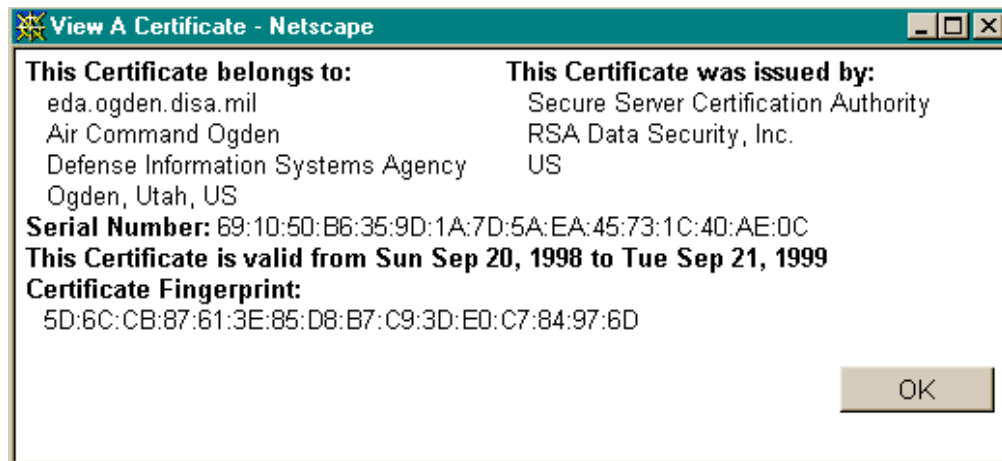 View A Certificate - Netscape
This Certificate belongs to:
eda.ogden.disa.mil
Air Command Ogden
Defense Information Systems Agency
Ogden, Utah, US
This Certificate was issued by:
Secure Server Certification Authority
RSA Data Security, Inc.
US
Serial Number: 69:10:50:B6:35:9D:1A:7D:5A:EA:45:73:1C:40:AE:0C
This Certificate is valid from Sun Sep 20, 1998 to Tue Sep 21, 1999
Certificate Fingerprint:
5D:6C:CB:87:61:3E:85:D8:B7:C9:3D:E0:C7:84:97:6D
OK